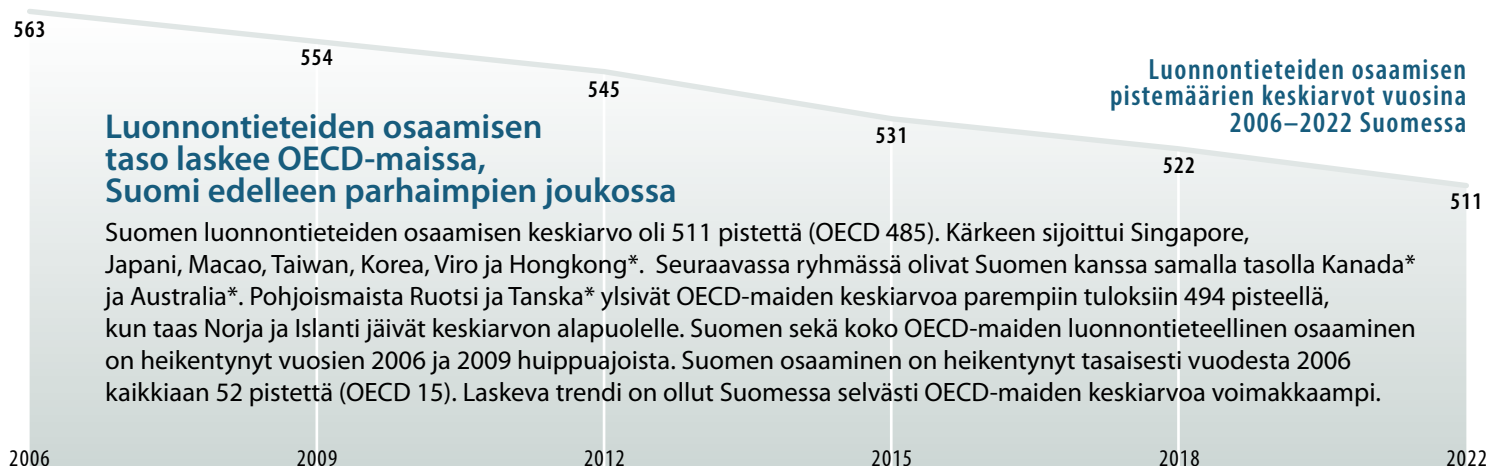 563
554
545
531
522
511
Luonnontieteiden osaamisen
pistemäärien keskiarvot vuosina
2006–2022 Suomessa
Luonnontieteiden osaamisen
taso laskee OECD-maissa,
Suomi edelleen parhaimpien joukossa
Suomen luonnontieteiden osaamisen keskiarvo oli 511 pistettä (OECD 485). Kärkeen sijoittui Singapore,
Japani, Macao, Taiwan, Korea, Viro ja Hongkong*. Seuraavassa ryhmässä olivat Suomen kanssa samalla tasolla Kanada*
ja Australia*. Pohjoismaista Ruotsi ja Tanska* ylsivät OECD-maiden keskiarvoa parempiin tuloksiin 494 pisteellä,
kun taas Norja ja Islanti jäivät keskiarvon alapuolelle. Suomen sekä koko OECD-maiden luonnontieteellinen osaaminen
on heikentynyt vuosien 2006 ja 2009 huippuajoista. Suomen osaaminen on heikentynyt tasaisesti vuodesta 2006
kaikkiaan 52 pistettä (OECD 15). Laskeva trendi on ollut Suomessa selvästi OECD-maiden keskiarvoa voimakkaampi.
2006
2009
2012
2015
2018
2022